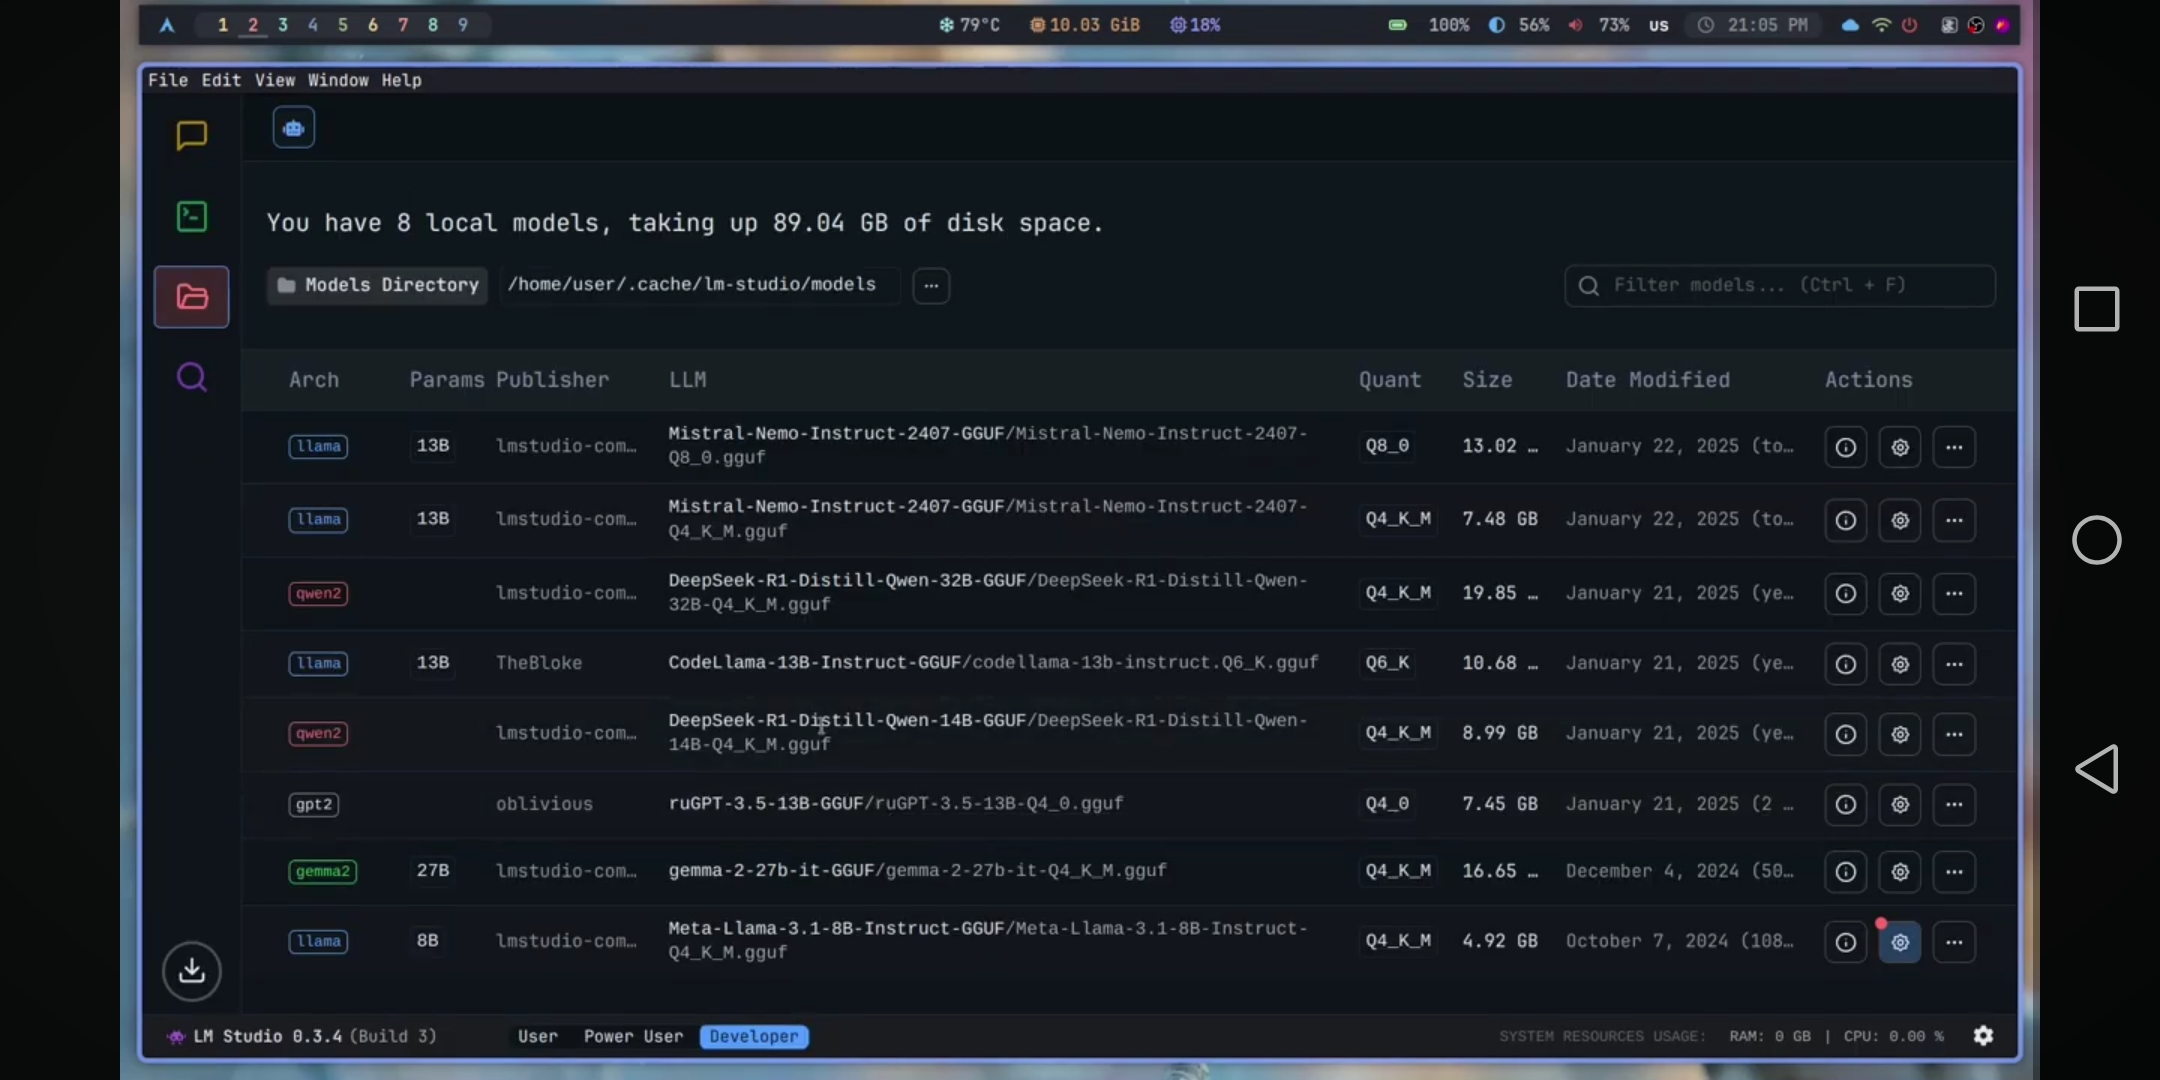 1 2 3 4 5 6 7 8 9 79°C 10.03 GiB 18% 100% 56% 73% US 21:05 PM
File Edit View Window Help
You have 8 local models, taking up 89.04 GB of disk space.
Models Directory /home/user/.cache/lm-studio/models ... Filter models... (Ctrl + F)
Arch Params Publisher LLM Quant Size Date Modified Actions
llama 13B lmstudio-com… Mistral-Nemo-Instruct-2407-GGUF/Mistral-Nemo-Instruct-2407- Q8_0 13.02 … January 22, 2025 (to…
Q8_0.gguf
llama 13B lmstudio-com… Mistral-Nemo-Instruct-2407-GGUF/Mistral-Nemo-Instruct-2407- Q4_K_M 7.48 GB January 22, 2025 (to…
Q4_K_M.gguf
qwen2 lmstudio-com… DeepSeek-R1-Distill-Qwen-32B-GGUF/DeepSeek-R1-Distill-Qwen- Q4_K_M 19.85 … January 21, 2025 (ye…
32B-Q4_K_M.gguf
llama 13B TheBloke CodeLlama-13B-Instruct-GGUF/codellama-13b-instruct.Q6_K.gguf Q6_K 10.68 … January 21, 2025 (ye…
qwen2 lmstudio-com… DeepSeek-R1-Distill-Qwen-14B-GGUF/DeepSeek-R1-Distill-Qwen- Q4_K_M 8.99 GB January 21, 2025 (ye…
14B-Q4_K_M.gguf
gpt2 oblivious ruGPT-3.5-13B-GGUF/ruGPT-3.5-13B-Q4_0.gguf Q4_0 7.45 GB January 21, 2025 (2 …
gemma2 27B lmstudio-com… gemma-2-27b-it-GGUF/gemma-2-27b-it-Q4_K_M.gguf Q4_K_M 16.65 … December 4, 2024 (50…
llama 8B lmstudio-com… Meta-Llama-3.1-8B-Instruct-GGUF/Meta-Llama-3.1-8B-Instruct- Q4_K_M 4.92 GB October 7, 2024 (108…
Q4_K_M.gguf
LM Studio 0.3.4 (Build 3) User Power User Developer SYSTEM RESOURCES USAGE: RAM: 0 GB | CPU: 0.00 %